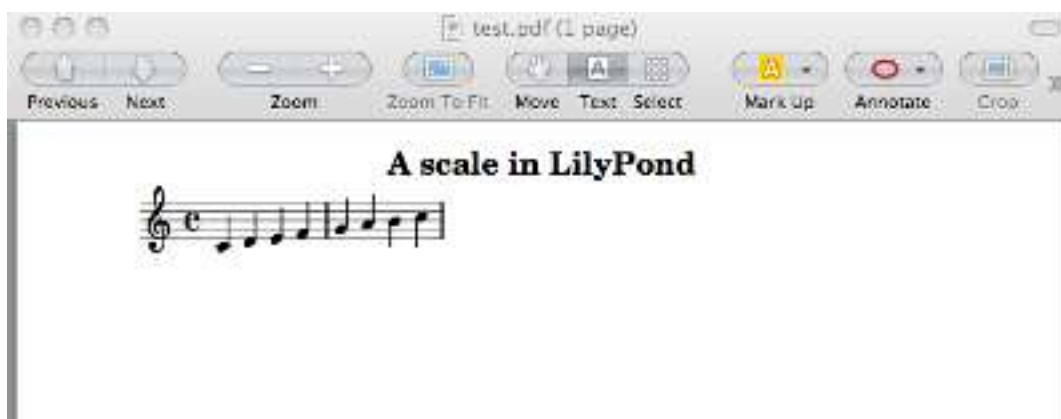 test.pdf (1 page)
Previous Next Zoom Zoom To Fit Move Text Select Mark Up Annotate Crop
A scale in LilyPond